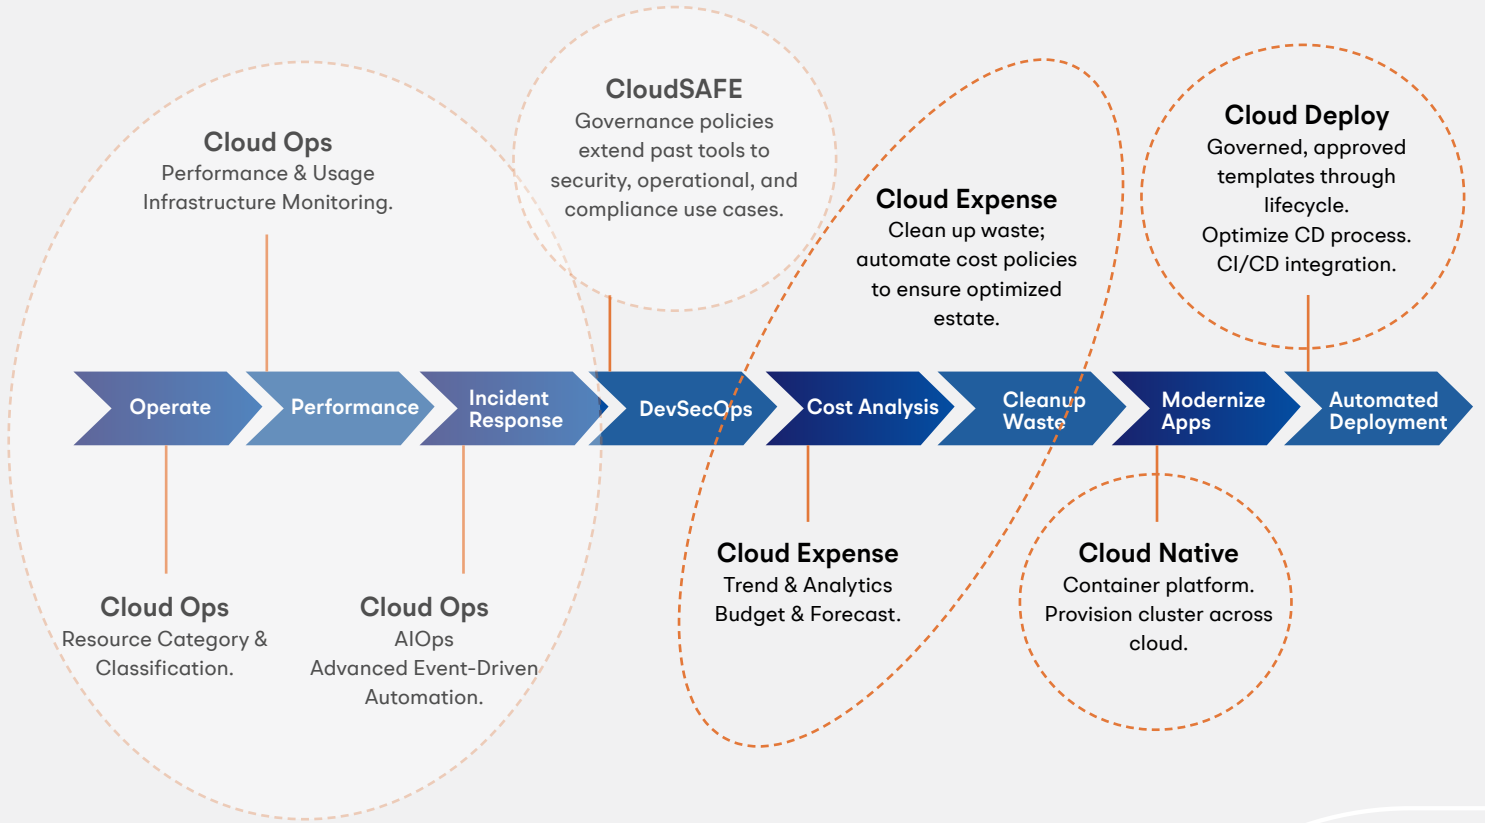 CloudSAFE
Governance policies
extend past tools to
security, operational, and
compliance use cases.
Cloud Deploy
Governed, approved
templates through
lifecycle.
Optimize CD process.
CI/CD integration.
Cloud Ops
Performance & Usage
Infrastructure Monitoring.
Cloud Expense
Clean up waste;
automate cost policies
to ensure optimized
estate.
Operate
Performance
Incident
Response
DevSecOps
Cost Analysis
Cleanup
Waste
Modernize
Apps
Automated
Deployment
Cloud Expense
Trend & Analytics
Budget & Forecast.
Cloud Native
Container platform.
Provision cluster across
cloud.
Cloud Ops
Resource Category &
Classification.
Cloud Ops
AIOps
Advanced Event-Driven
Automation.